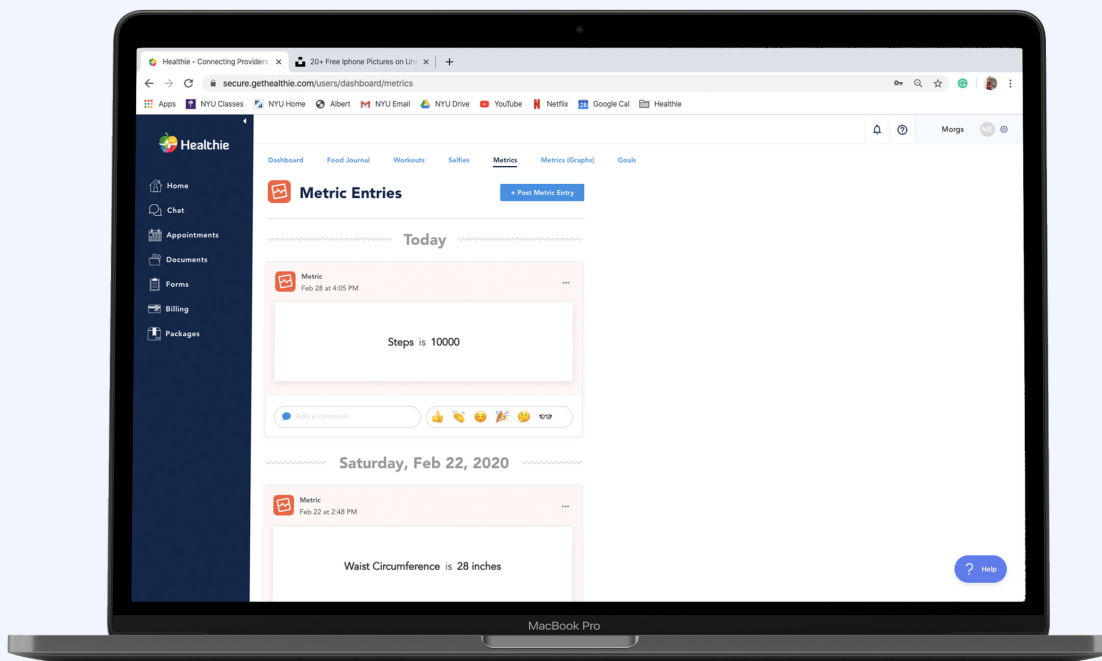 Healthie - Connecting Providers
20+ Free Iphone Pictures on Un
secure.gethealthie.com/users/dashboard/metrics
Apps NYU Classes NYU Home Albert NYU Email NYU Drive YouTube Netflix 28 Google Cal Healthie
Healthie
Morgs
Dashboard Food Journal Workouts Selfies Metrics Metrics (Graphs) Goals
Home
Chat
Appointments
Documents
Forms
Billing
Packages
Metric Entries
+ Post Metric Entry
Today
Metric
Feb 28 at 4:05 PM
Steps is 10000
Add a comment
Saturday, Feb 22, 2020
Metric
Feb 22 at 2:48 PM
Waist Circumference is 28 inches
? Help
MacBook Pro